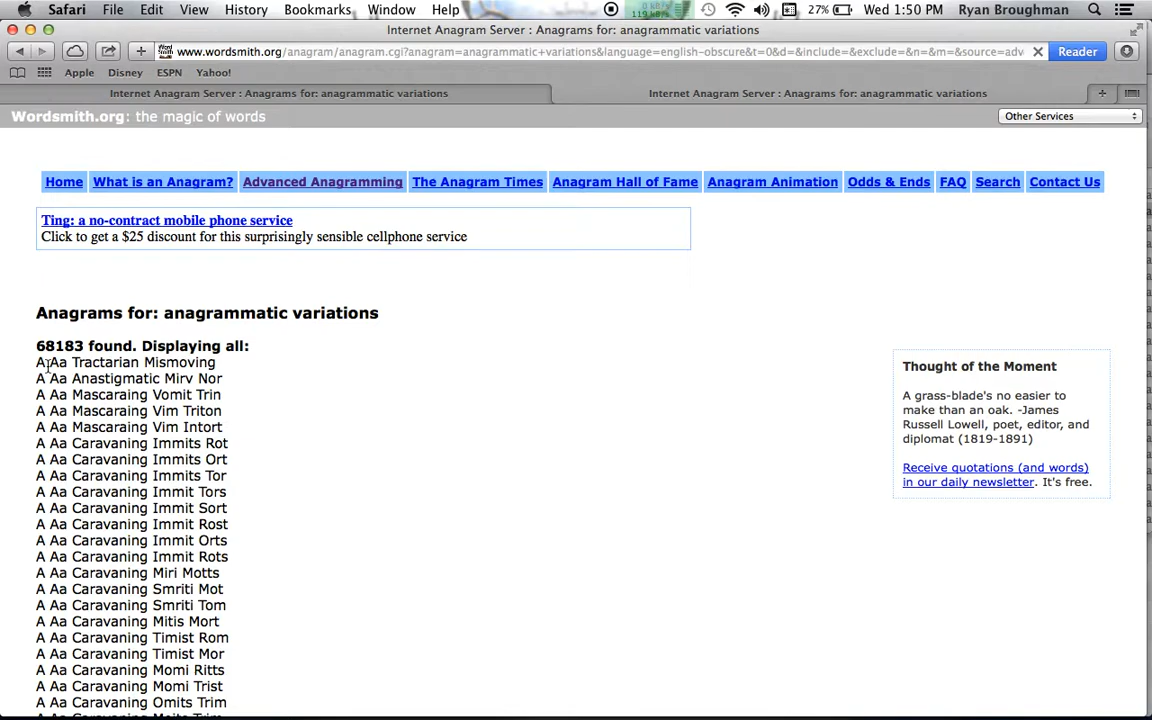 Safari File Edit View History Bookmarks Window Help 0 KB/s 119 KB/s 27% Wed 1:50 PM Ryan Broughman
Internet Anagram Server : Anagrams for: anagrammatic variations
www.wordsmith.org/anagram/anagram.cgi?anagram=anagrammatic+variations&language=english-obscure&t=0&d=&include=&exclude=&n=&m=&source=adv Reader
Apple Disney ESPN Yahoo!
Internet Anagram Server : Anagrams for: anagrammatic variations Internet Anagram Server : Anagrams for: anagrammatic variations
Wordsmith.org: the magic of words Other Services
Home What is an Anagram? Advanced Anagramming The Anagram Times Anagram Hall of Fame Anagram Animation Odds & Ends FAQ Search Contact Us
Ting: a no-contract mobile phone service
Click to get a $25 discount for this surprisingly sensible cellphone service
Anagrams for: anagrammatic variations
68183 found. Displaying all:
A Aa Tractarian Mismoving
A Aa Anastigmatic Mirv Nor
A Aa Mascaraing Vomit Trin
A Aa Mascaraing Vim Triton
A Aa Mascaraing Vim Intort
A Aa Caravaning Immits Rot
A Aa Caravaning Immits Ort
A Aa Caravaning Immits Tor
A Aa Caravaning Immit Tors
A Aa Caravaning Immit Sort
A Aa Caravaning Immit Rost
A Aa Caravaning Immit Orts
A Aa Caravaning Immit Rots
A Aa Caravaning Miri Motts
A Aa Caravaning Smriti Mot
A Aa Caravaning Smriti Tom
A Aa Caravaning Mitis Mort
A Aa Caravaning Timist Rom
A Aa Caravaning Timist Mor
A Aa Caravaning Momi Ritts
A Aa Caravaning Momi Trist
A Aa Caravaning Omits Trim
Thought of the Moment
A grass-blade's no easier to
make than an oak. -James
Russell Lowell, poet, editor, and
diplomat (1819-1891)
Receive quotations (and words)
in our daily newsletter. It's free.